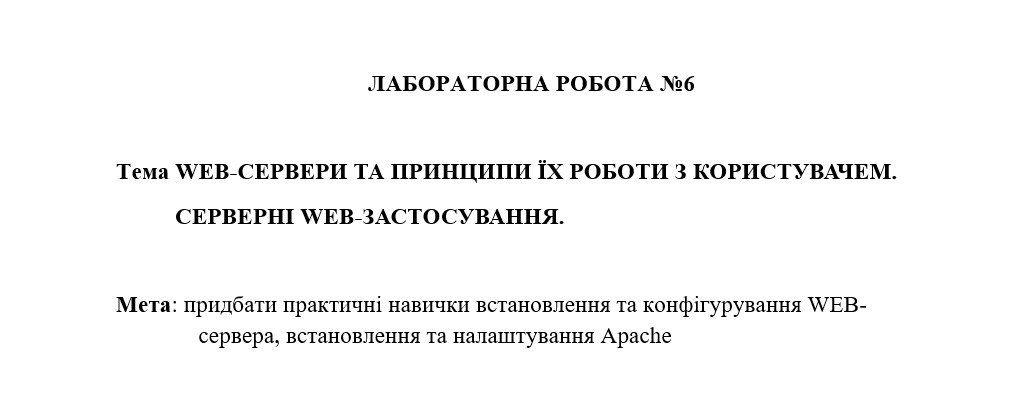 ЛАБОРАТОРНА РОБОТА №6
Тема WEB-СЕРВЕРИ ТА ПРИНЦИПИ ЇХ РОБОТИ З КОРИСТУВАЧЕМ.
СЕРВЕРНІ WEB-ЗАСТОСУВАННЯ.
Мета: придбати практичні навички встановлення та конфігурування WEB-
сервера, встановлення та налаштування Apache